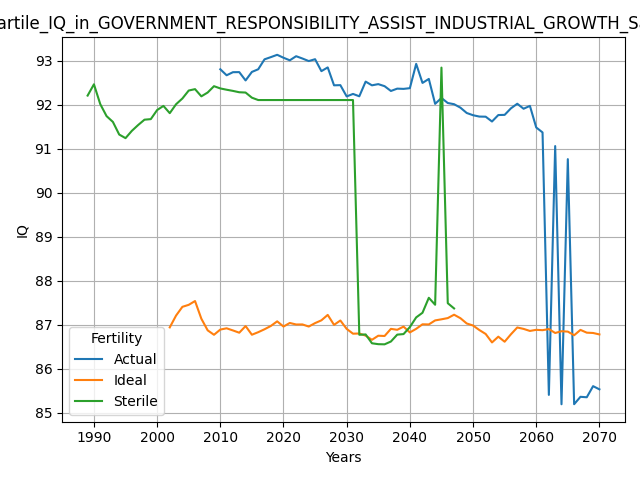 artile_IQ_in_GOVERNMENT_RESPONSIBILITY_ASSIST_INDUSTRIAL_GROWTH_S
93
92
91
90
89
88
87
86
85
IQ
Fertility
Actual
Ideal
Sterile
1990 2000 2010 2020 2030 2040 2050 2060 2070
Years